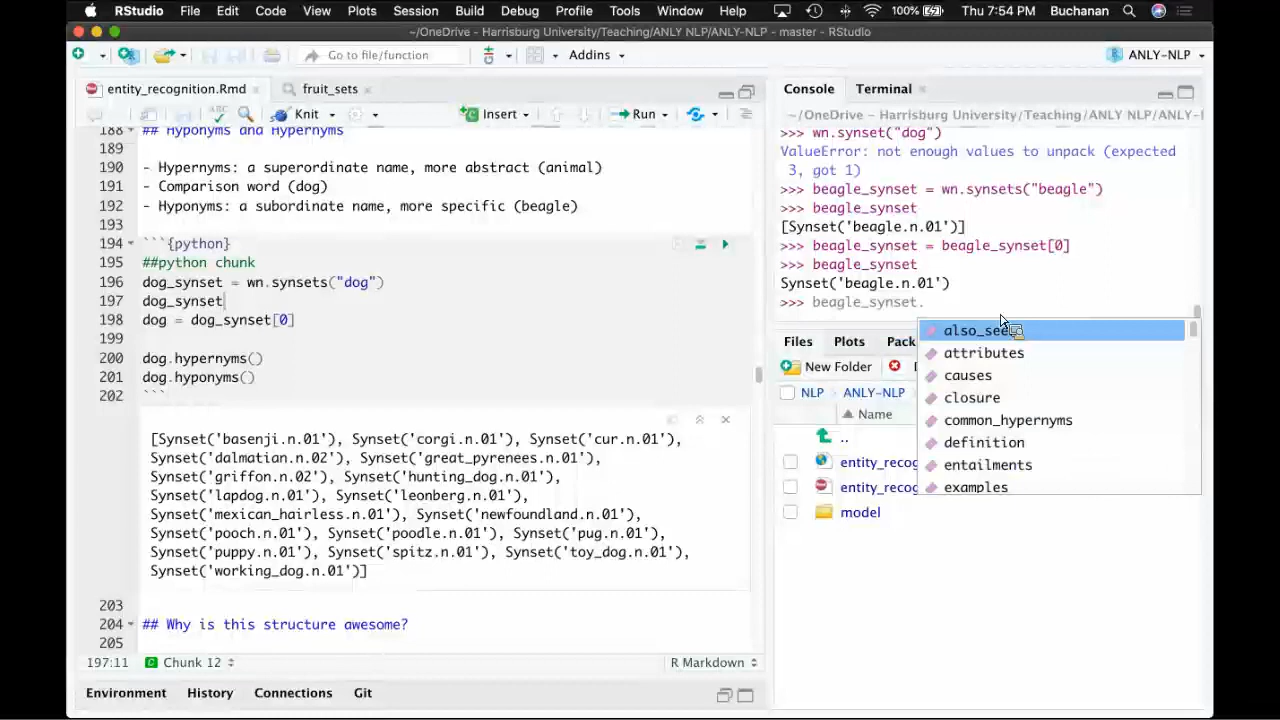 RStudio File Edit Code View Plots Session Build Debug Profile Tools Window Help 100% Thu 7:54 PM Buchanan
~/OneDrive - Harrisburg University/Teaching/ANLY NLP/ANLY-NLP - master - RStudio
Go to file/function Addins ANLY-NLP
entity_recognition.Rmd fruit_sets
Knit Insert Run
188 ## Hyponyms and Hypernyms
189
190 - Hypernyms: a superordinate name, more abstract (animal)
191 - Comparison word (dog)
192 - Hyponyms: a subordinate name, more specific (beagle)
193
194 ```{python}
195 ##python chunk
196 dog_synset = wn.synsets("dog")
197 dog_synset
198 dog = dog_synset[0]
199
200 dog.hypernyms()
201 dog.hyponyms()
202 ```
[Synset('basenji.n.01'), Synset('corgi.n.01'), Synset('cur.n.01'),
Synset('dalmatian.n.02'), Synset('great_pyrenees.n.01'),
Synset('griffon.n.02'), Synset('hunting_dog.n.01'),
Synset('lapdog.n.01'), Synset('leonberg.n.01'),
Synset('mexican_hairless.n.01'), Synset('newfoundland.n.01'),
Synset('pooch.n.01'), Synset('poodle.n.01'), Synset('pug.n.01'),
Synset('puppy.n.01'), Synset('spitz.n.01'), Synset('toy_dog.n.01'),
Synset('working_dog.n.01')]
203
204 ## Why is this structure awesome?
205
197:11 Chunk 12 R Markdown
Environment History Connections Git
Console Terminal
~/OneDrive - Harrisburg University/Teaching/ANLY NLP/ANLY-N
>>> wn.synset("dog")
ValueError: not enough values to unpack (expected
3, got 1)
>>> beagle_synset = wn.synsets("beagle")
>>> beagle_synset
[Synset('beagle.n.01')]
>>> beagle_synset = beagle_synset[0]
>>> beagle_synset
Synset('beagle.n.01')
>>> beagle_synset.
also_see
attributes
causes
closure
common_hypernyms
definition
entailments
examples
Files Plots Pack
New Folder
NLP ANLY-NLP
Name
..
entity_recog
entity_recog
model